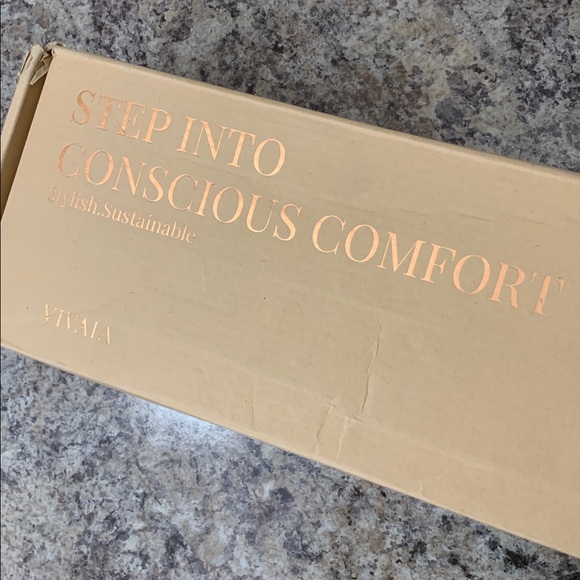 STEP INTO
CONSCIOUS COMFORT
Stylish.Sustainable
VIVAIA